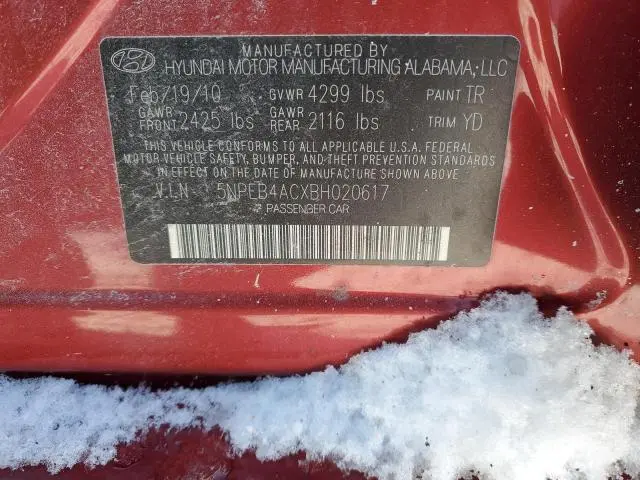 MANUFACTURED BY
HYUNDAI MOTOR MANUFACTURING ALABAMA, LLC
Feb/19/10 GVWR 4299 lbs PAINT TR
GAWR FRONT 2425 lbs GAWR REAR 2116 lbs TRIM YD
THIS VEHICLE CONFORMS TO ALL APPLICABLE U.S.A. FEDERAL
MOTOR VEHICLE SAFETY, BUMPER, AND THEFT PREVENTION STANDARDS
IN EFFECT ON THE DATE OF MANUFACTURE SHOWN ABOVE.
V.I.N 5NPEB4ACXBH020617
PASSENGER CAR